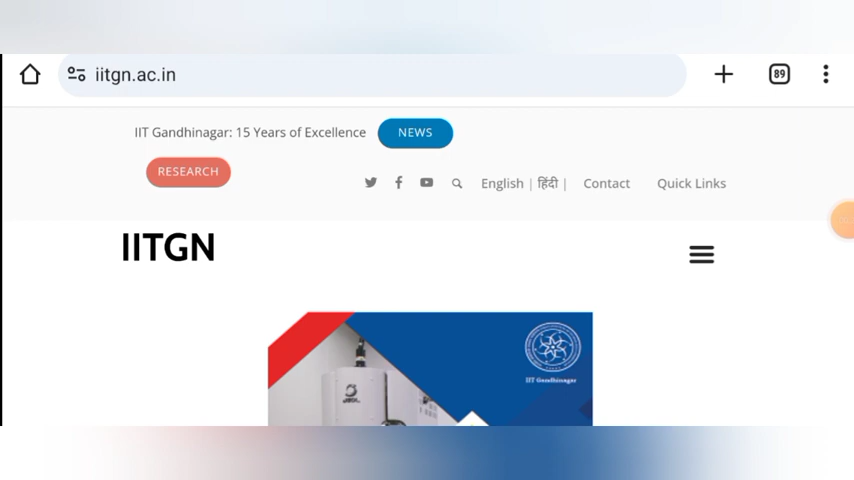 iitgn.ac.in
89
IIT Gandhinagar: 15 Years of Excellence NEWS
RESEARCH
English | हिंदी | Contact Quick Links
IITGN
IIT Gandhinagar